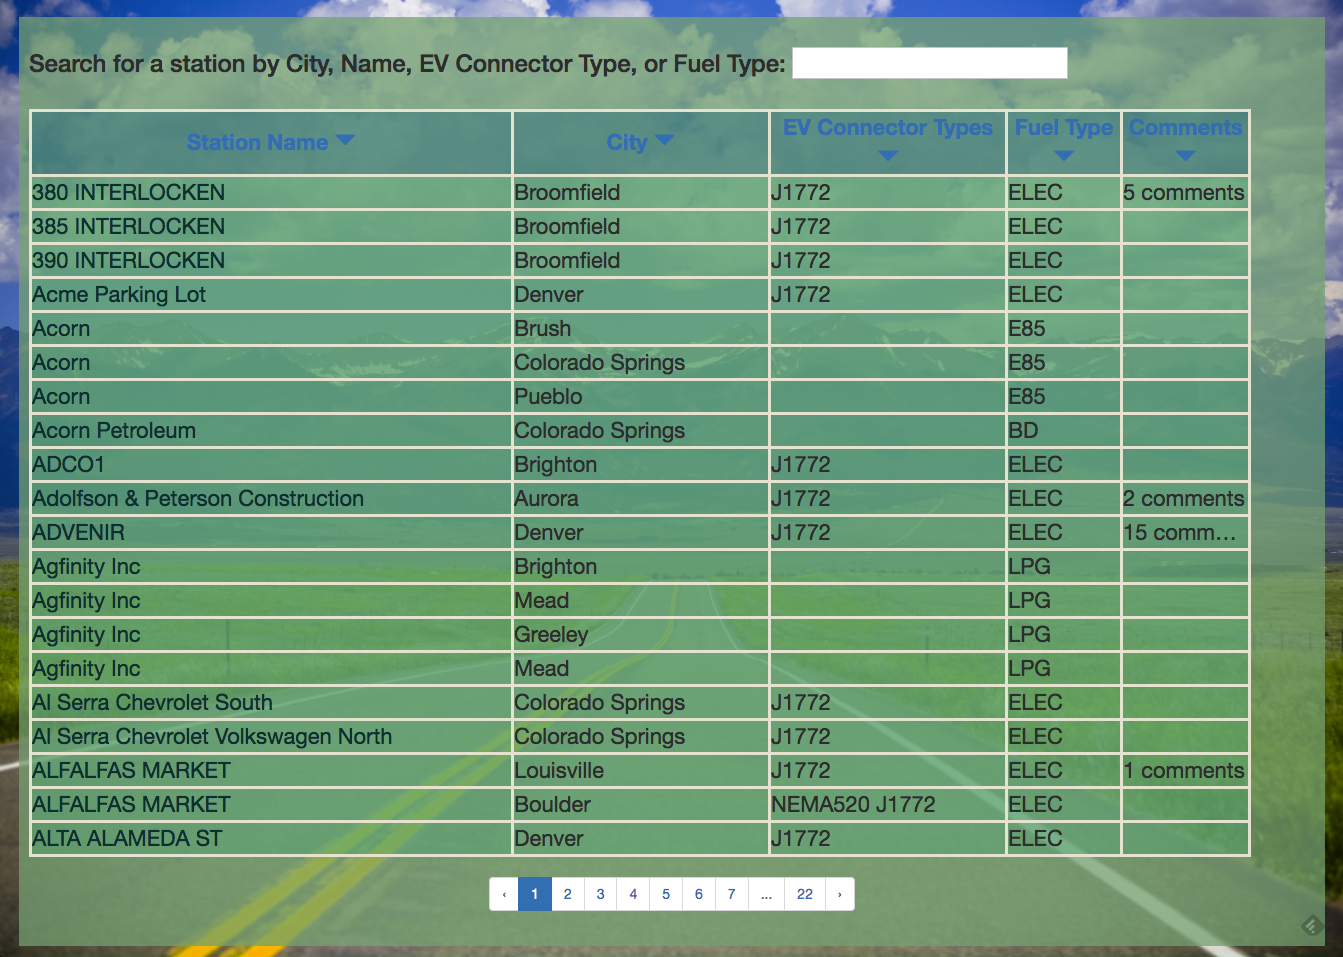 Search for a station by City, Name, EV Connector Type, or Fuel Type:
Station Name City EV Connector Types Fuel Type Comments
380 INTERLOCKEN Broomfield J1772 ELEC 5 comments
385 INTERLOCKEN Broomfield J1772 ELEC
390 INTERLOCKEN Broomfield J1772 ELEC
Acme Parking Lot Denver J1772 ELEC
Acorn Brush E85
Acorn Colorado Springs E85
Acorn Pueblo E85
Acorn Petroleum Colorado Springs BD
ADCO1 Brighton J1772 ELEC
Adolfson & Peterson Construction Aurora J1772 ELEC 2 comments
ADVENIR Denver J1772 ELEC 15 comm…
Agfinity Inc Brighton LPG
Agfinity Inc Mead LPG
Agfinity Inc Greeley LPG
Agfinity Inc Mead LPG
Al Serra Chevrolet South Colorado Springs J1772 ELEC
Al Serra Chevrolet Volkswagen North Colorado Springs J1772 ELEC
ALFALFAS MARKET Louisville J1772 ELEC 1 comments
ALFALFAS MARKET Boulder NEMA520 J1772 ELEC
ALTA ALAMEDA ST Denver J1772 ELEC
‹ 1 2 3 4 5 6 7 ... 22 ›